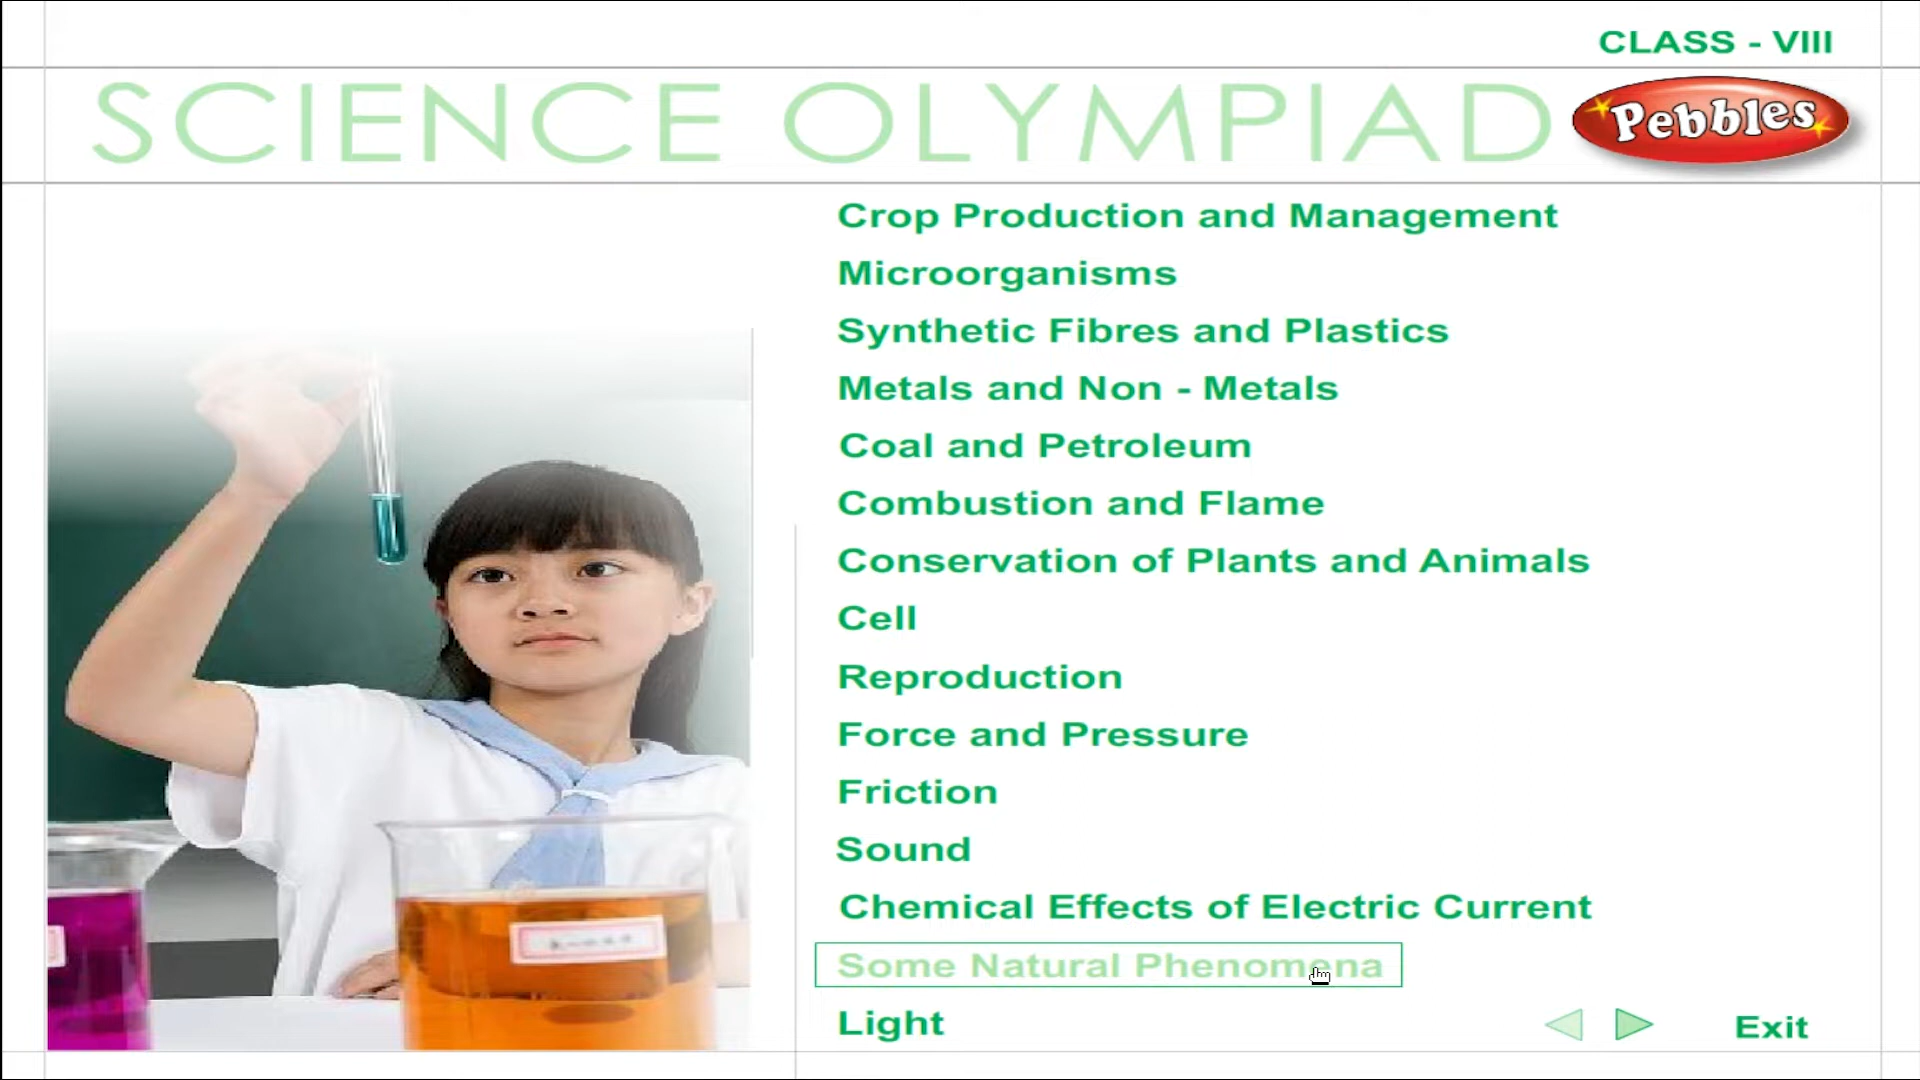 CLASS - VIII
SCIENCE OLYMPIAD
Pebbles
Crop Production and Management
Microorganisms
Synthetic Fibres and Plastics
Metals and Non - Metals
Coal and Petroleum
Combustion and Flame
Conservation of Plants and Animals
Cell
Reproduction
Force and Pressure
Friction
Sound
Chemical Effects of Electric Current
Some Natural Phenomena
Light
Exit